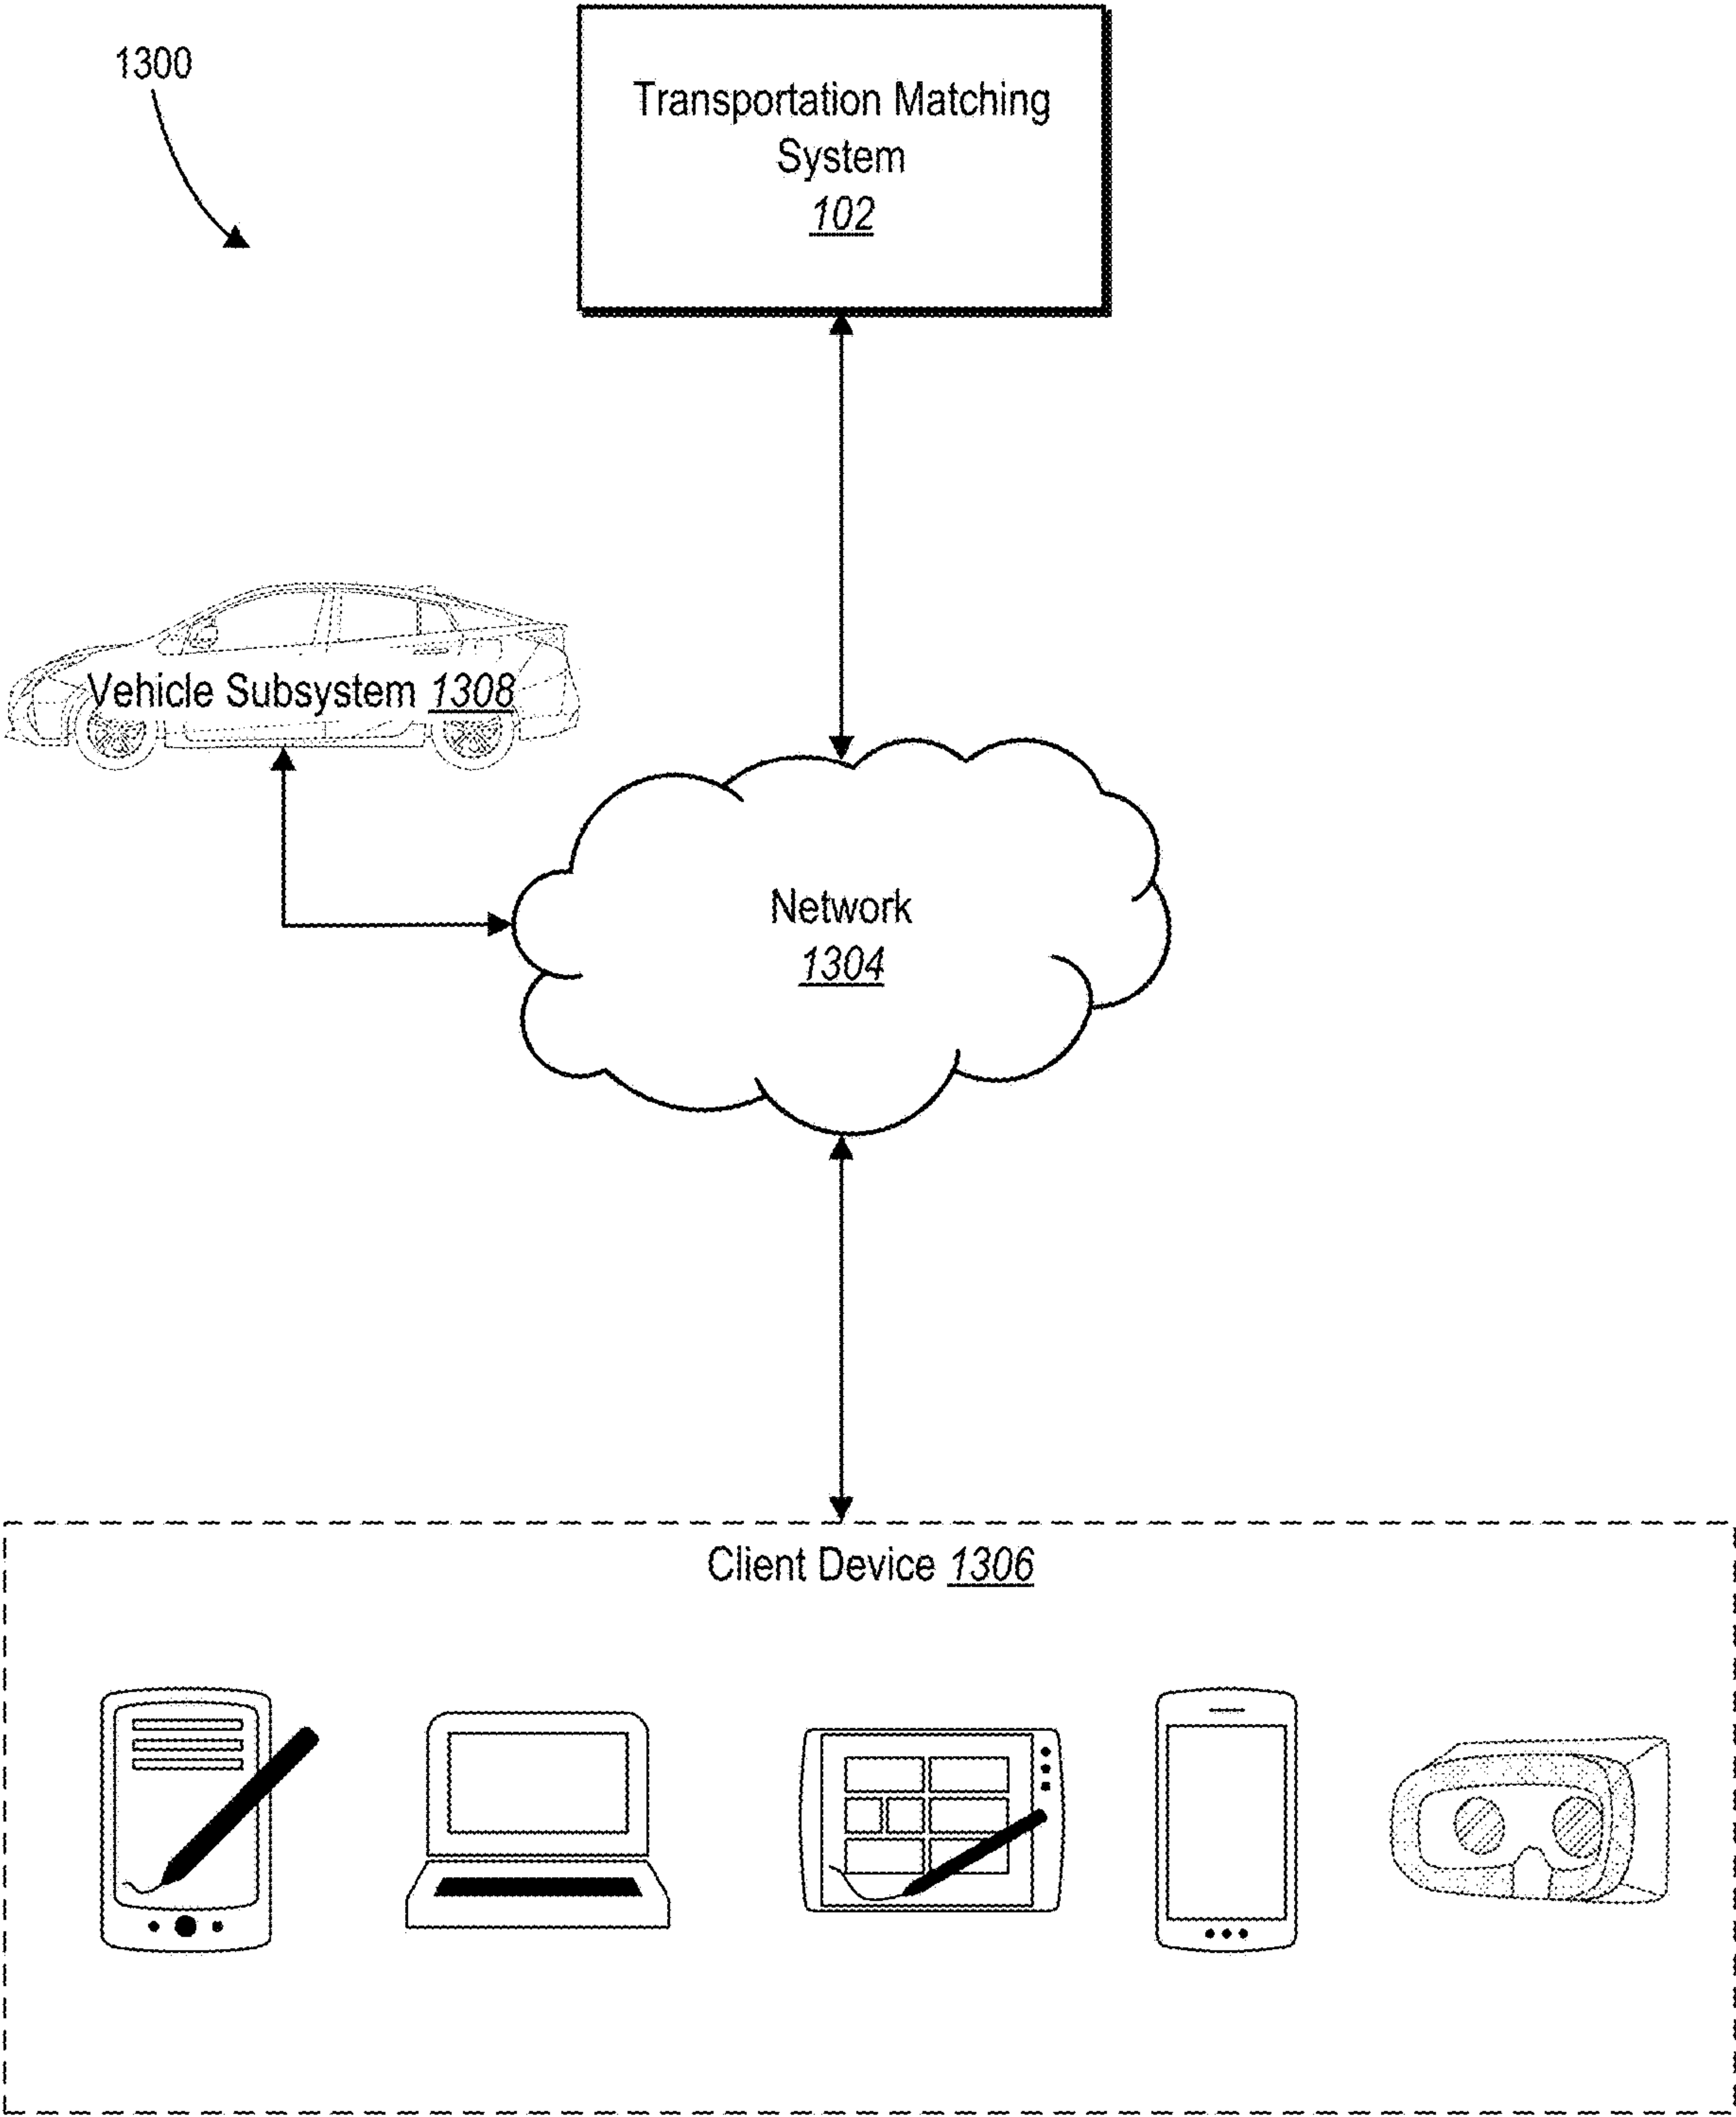 1300
Transportation Matching
System
102
Vehicle Subsystem 1308
Network
1304
Client Device 1306